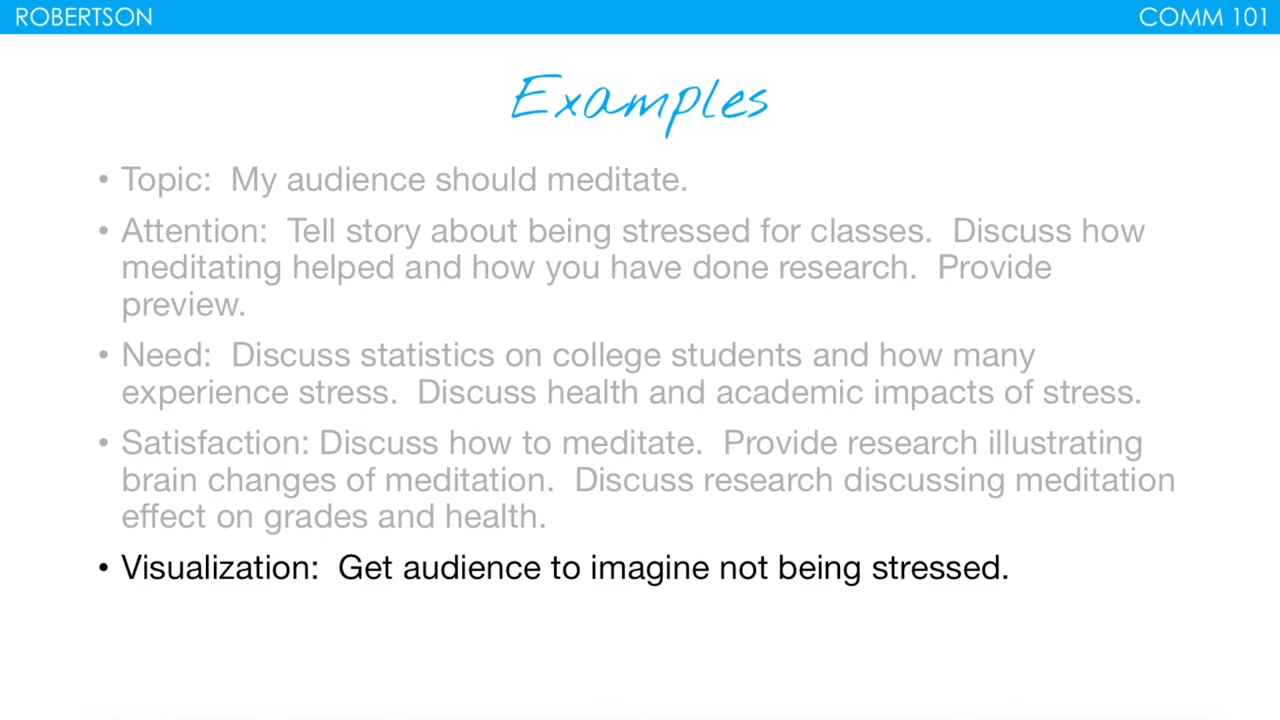 ROBERTSON COMM 101
Examples
• Topic:  My audience should meditate.
• Attention:  Tell story about being stressed for classes.  Discuss how
meditating helped and how you have done research.  Provide
preview.
• Need:  Discuss statistics on college students and how many
experience stress.  Discuss health and academic impacts of stress.
• Satisfaction: Discuss how to meditate.  Provide research illustrating
brain changes of meditation.  Discuss research discussing meditation
effect on grades and health.
• Visualization:  Get audience to imagine not being stressed.